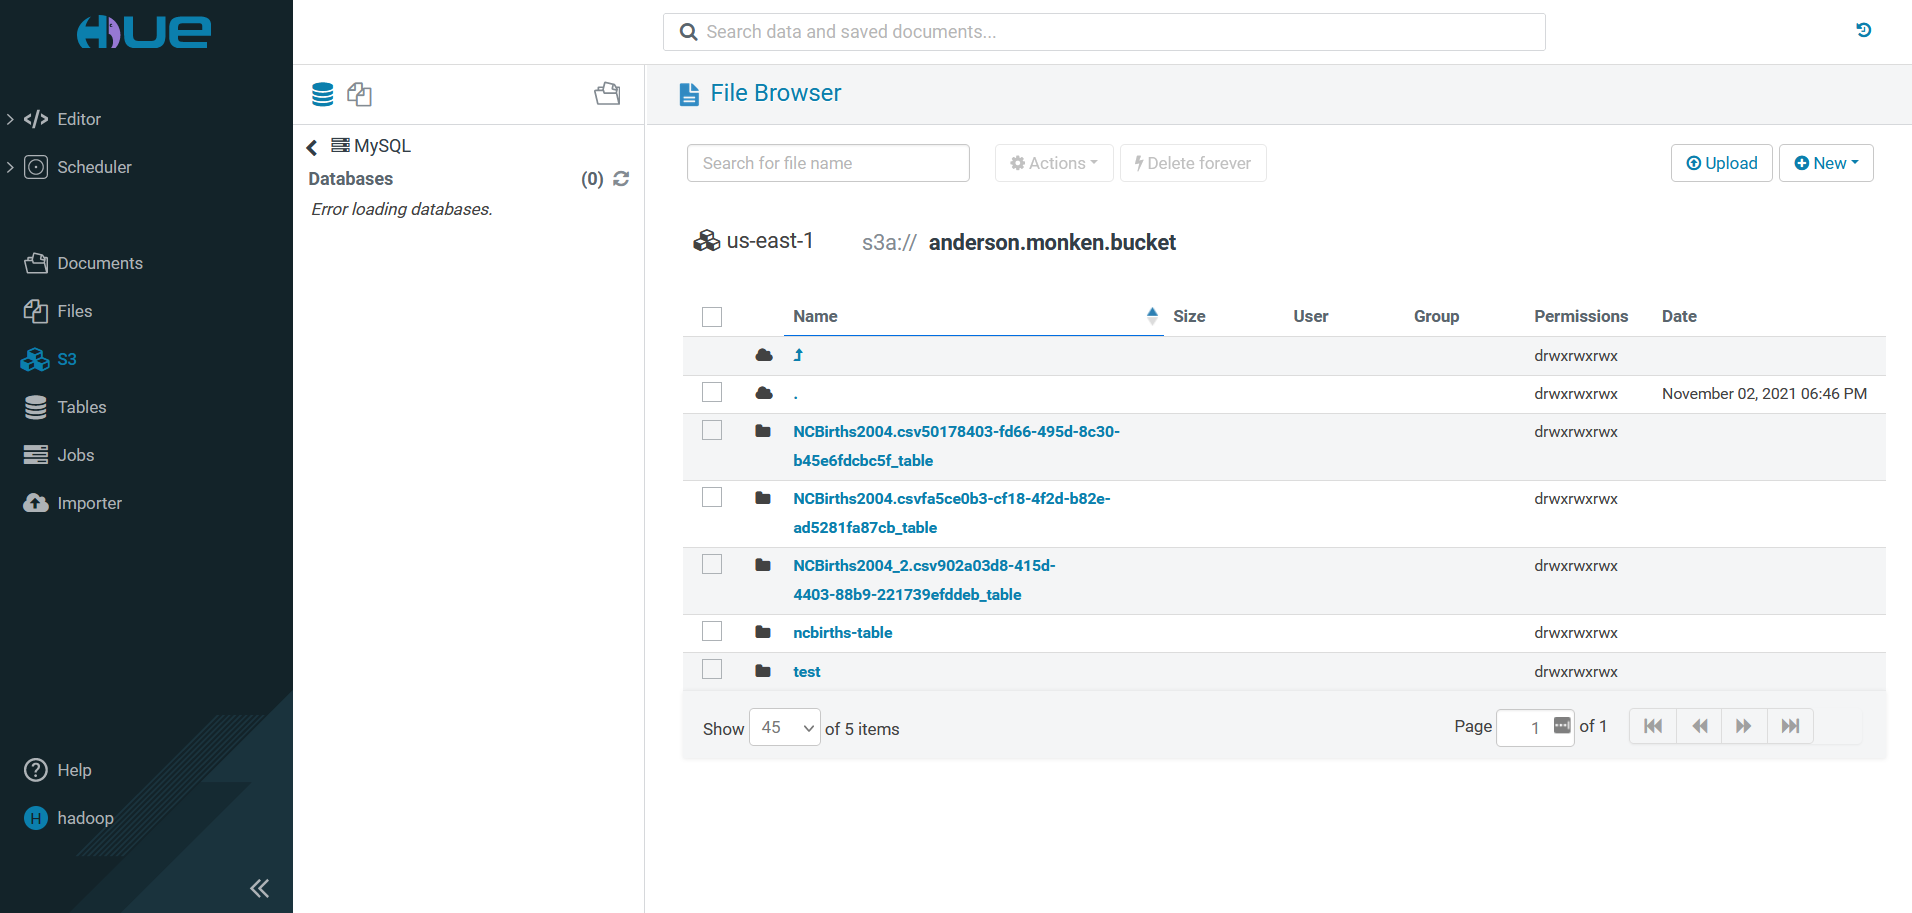 HUE
Search data and saved documents...
Editor
Scheduler
Documents
Files
S3
Tables
Jobs
Importer
Help
H hadoop
MySQL
Databases (0)
Error loading databases.
File Browser
Search for file name Actions Delete forever Upload New
us-east-1 s3a:// anderson.monken.bucket
Name Size User Group Permissions Date
drwxrwxrwx
. drwxrwxrwx November 02, 2021 06:46 PM
NCBirths2004.csv50178403-fd66-495d-8c30- drwxrwxrwx
b45e6fdcbc5f_table
NCBirths2004.csvfa5ce0b3-cf18-4f2d-b82e- drwxrwxrwx
ad5281fa87cb_table
NCBirths2004_2.csv902a03d8-415d- drwxrwxrwx
4403-88b9-221739efddeb_table
ncbirths-table drwxrwxrwx
test drwxrwxrwx
Show 45 of 5 items Page 1 of 1